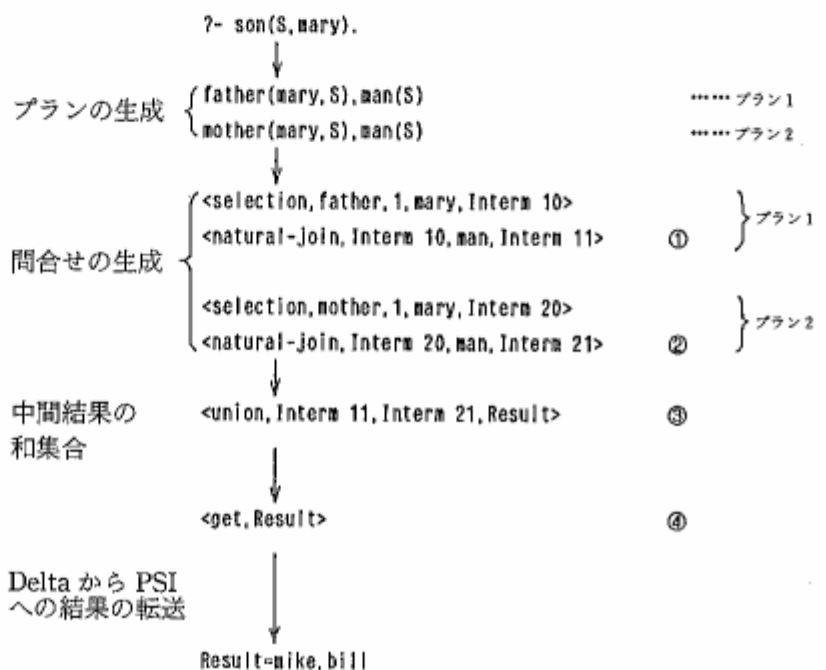 ?- son(S,mary).
プランの生成
father(mary,S),man(S) ……プラン1
mother(mary,S),man(S) ……プラン2
<selection,father,1,mary,Interm 10>
<natural-join,Interm 10,man,Interm 11> ①
プラン1
問合せの生成
<selection,mother,1,mary,Interm 20>
<natural-join,Interm 20,man,Interm 21> ②
プラン2
中間結果の
和集合
<union,Interm 11,Interm 21,Result> ③
<get,Result> ④
Delta から PSI
への結果の転送
Result=mike,bill